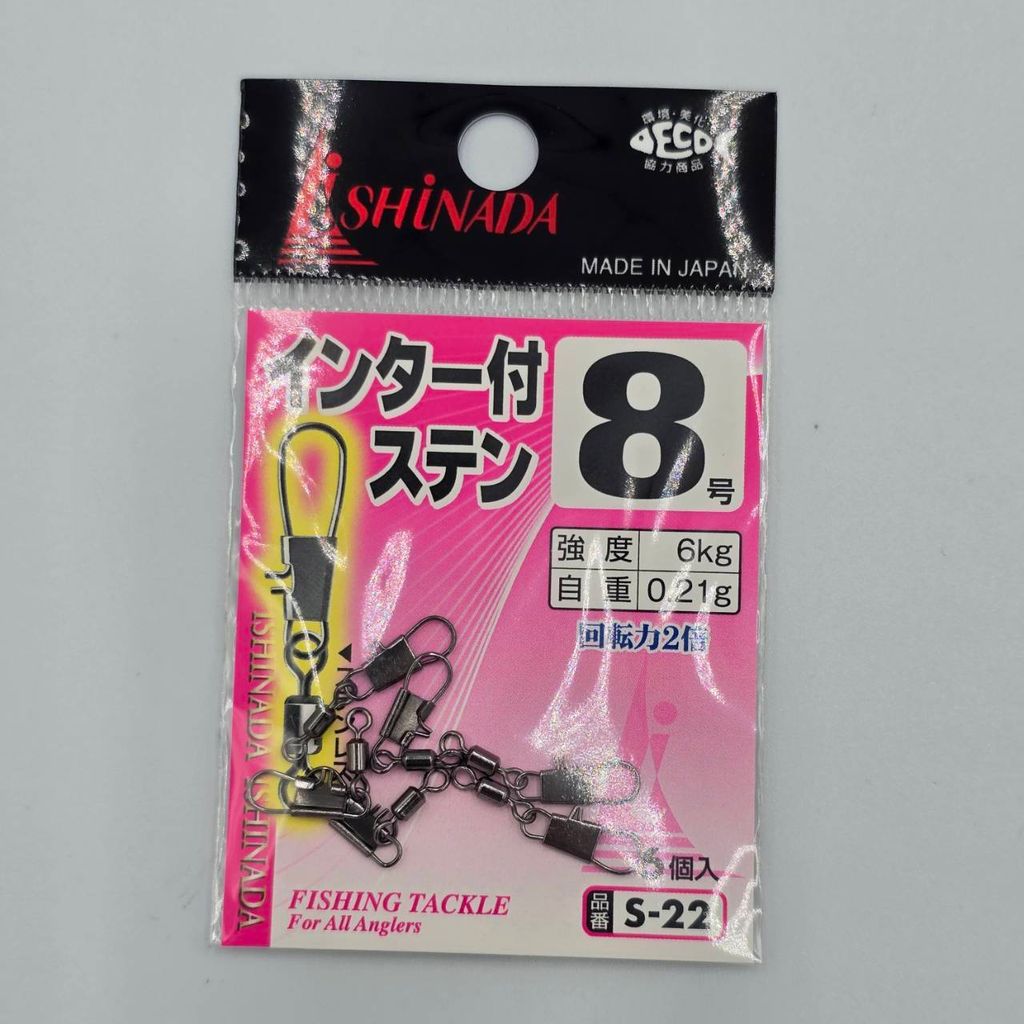 環境・美化
DECO
協力商品
iSHiNADA
MADE IN JAPAN
インター付
ステン
8号
強度 6kg
自重 0.21g
回転力2倍
ISHINADA ISHINADA
6個入
FISHING TACKLE
For All Anglers
品番 S-22